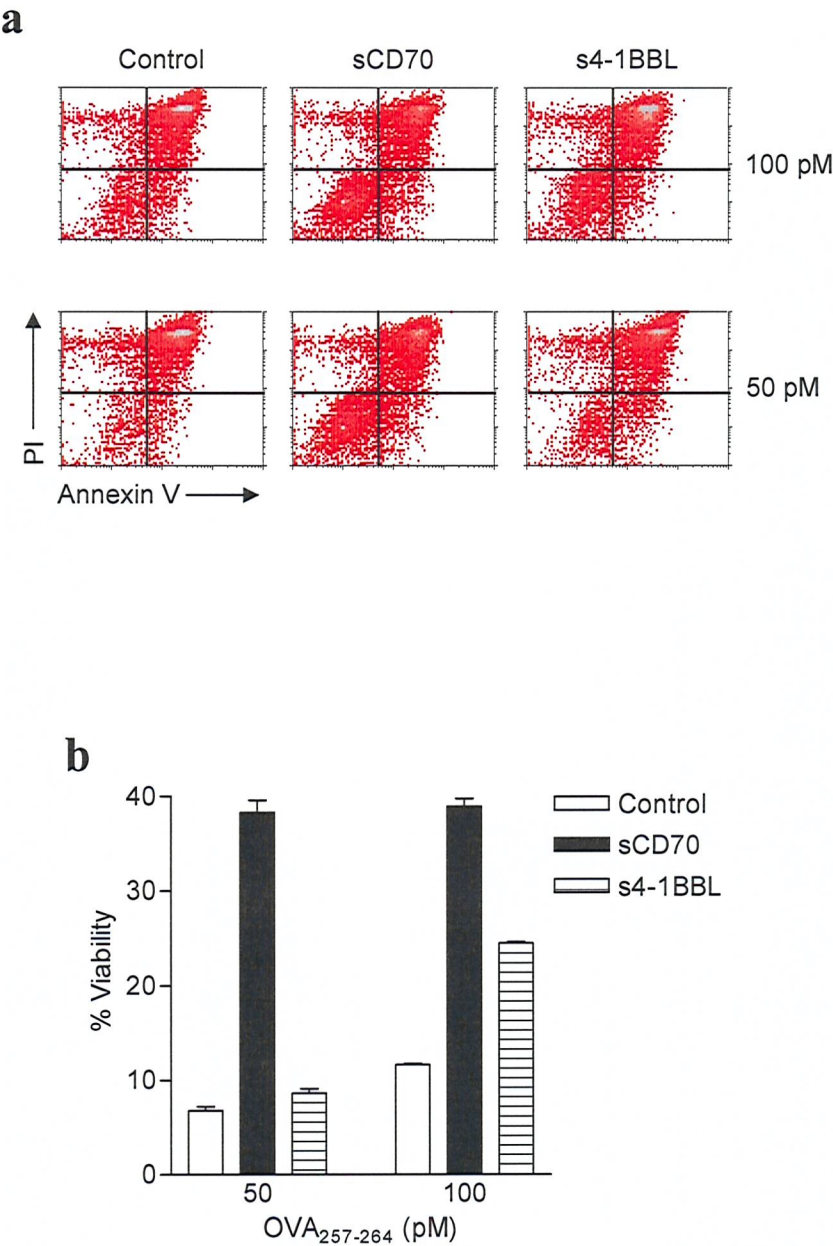 a
Control sCD70 s4-1BBL
100 pM
50 pM
PI
Annexin V
b
40
30
20
10
0
% Viability
Control
sCD70
s4-1BBL
50 100
OVA257-264 (pM)